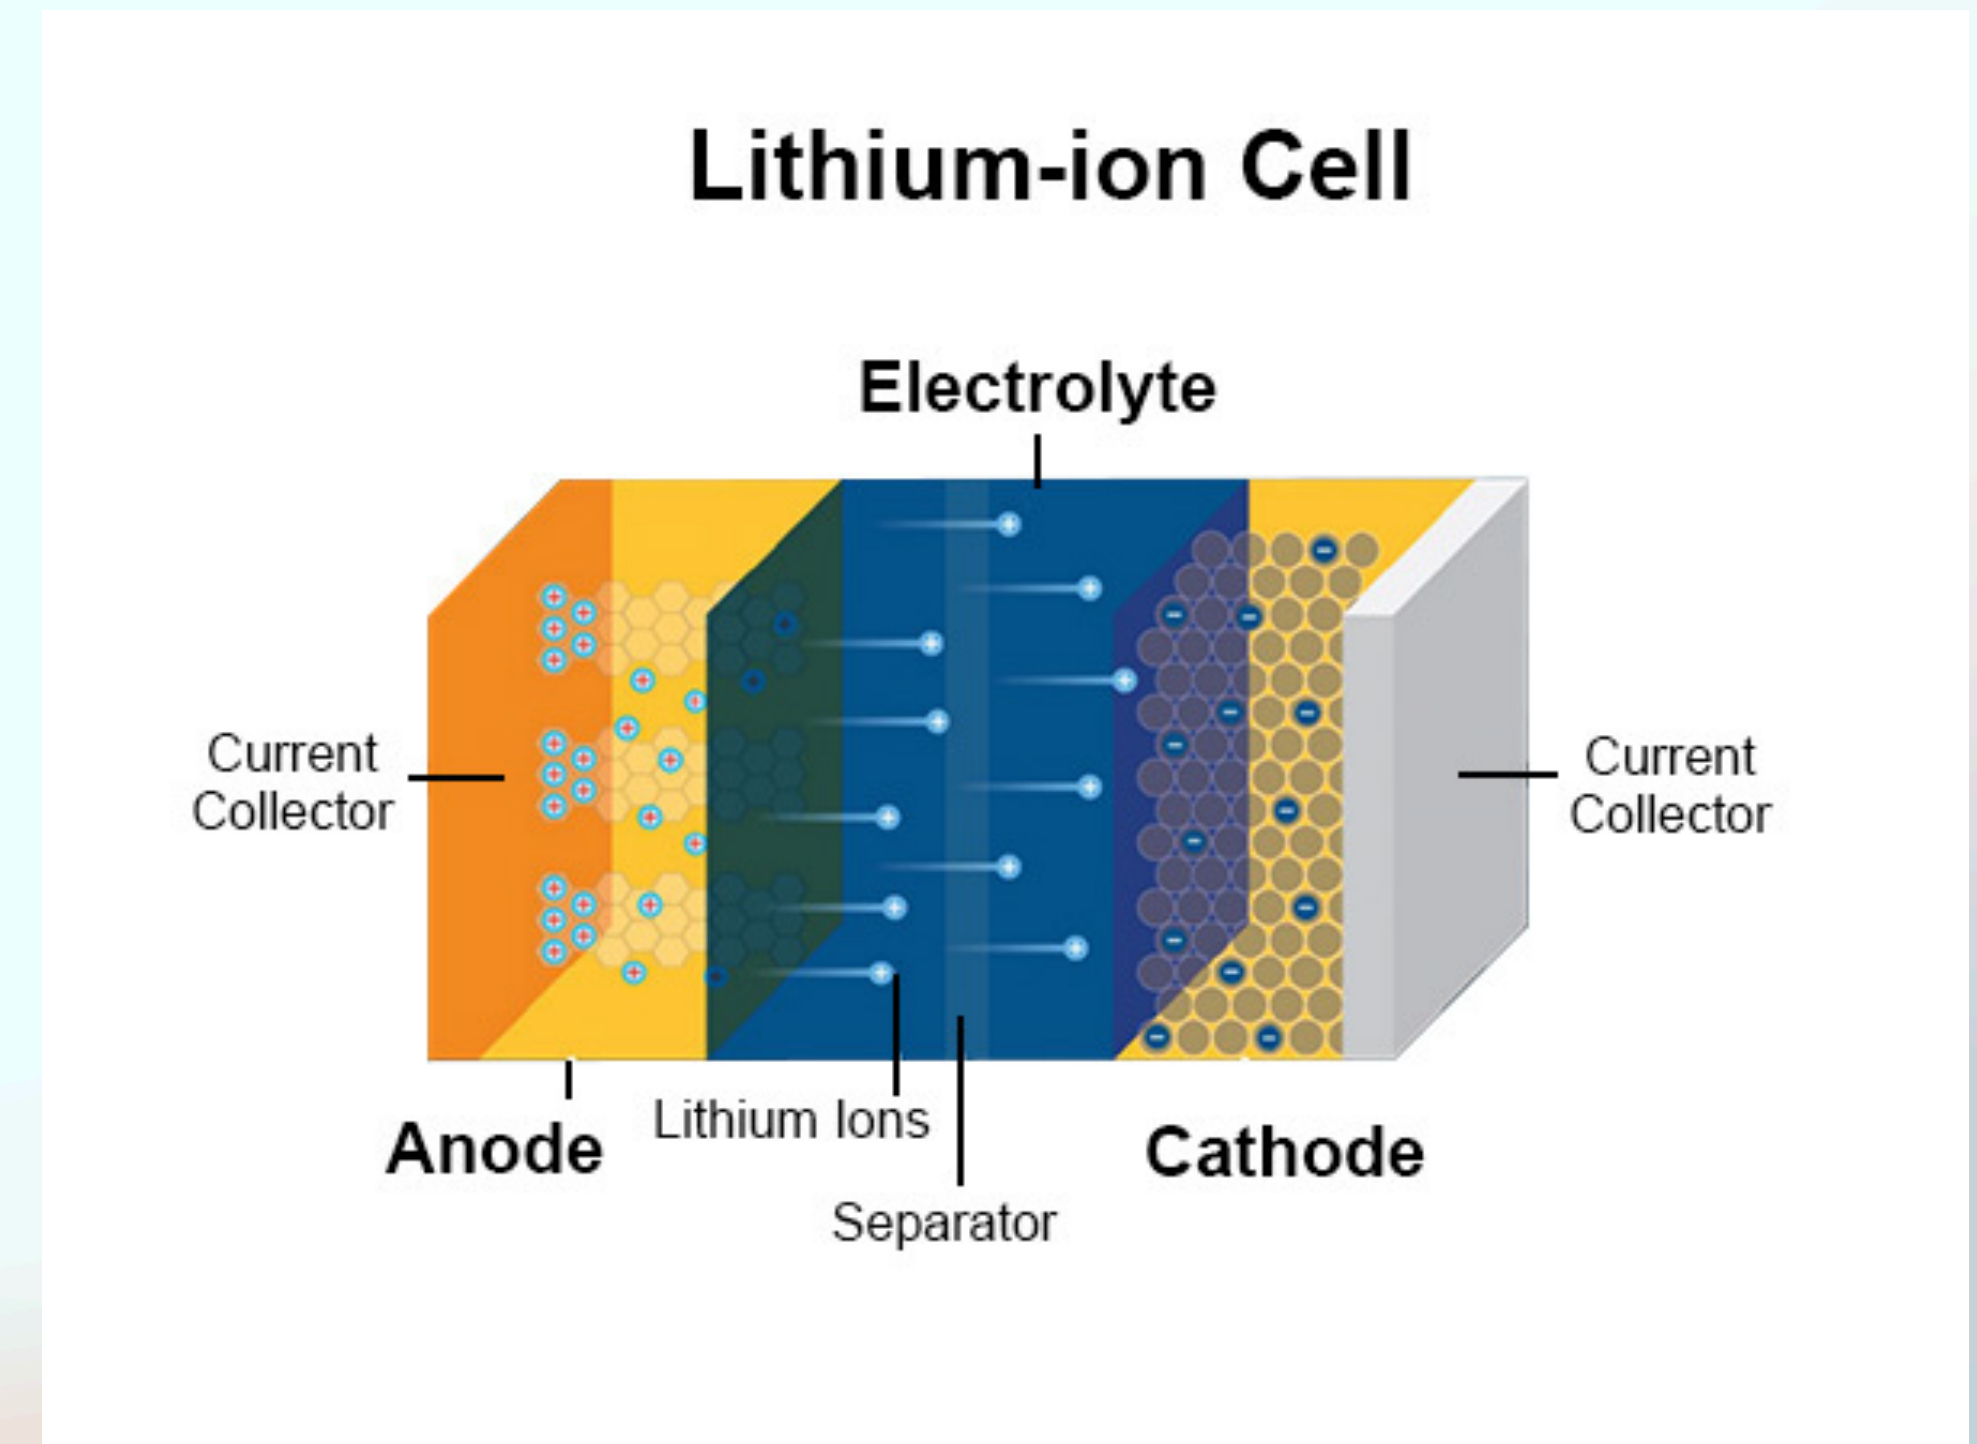 Lithium-ion Cell
Electrolyte
Current
Collector
Current
Collector
Anode
Lithium Ions
Cathode
Separator